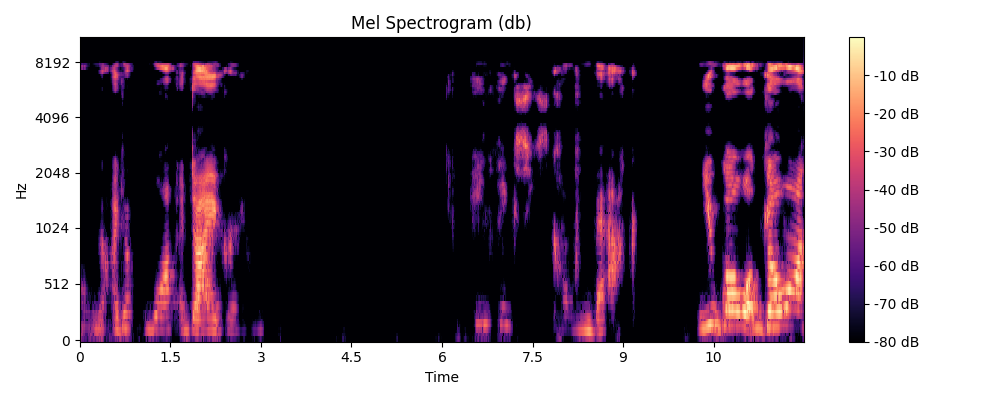 Mel Spectrogram (db)
8192
4096
2048
1024
512
0
Hz
0 1.5 3 4.5 6 7.5 9 10
Time
-10 dB
-20 dB
-30 dB
-40 dB
-50 dB
-60 dB
-70 dB
-80 dB